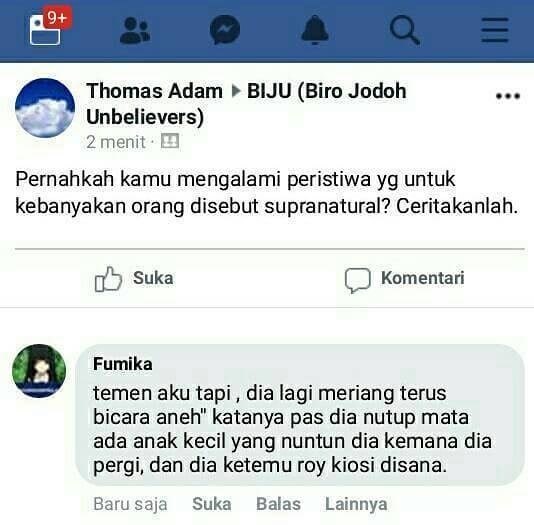 9+
Thomas Adam ▸ BIJU (Biro Jodoh
Unbelievers)
2 menit ·
Pernahkah kamu mengalami peristiwa yg untuk
kebanyakan orang disebut supranatural? Ceritakanlah.
Suka
Komentari
Fumika
temen aku tapi , dia lagi meriang terus
bicara aneh" katanya pas dia nutup mata
ada anak kecil yang nuntun dia kemana dia
pergi, dan dia ketemu roy kiosi disana.
Baru saja Suka Balas Lainnya